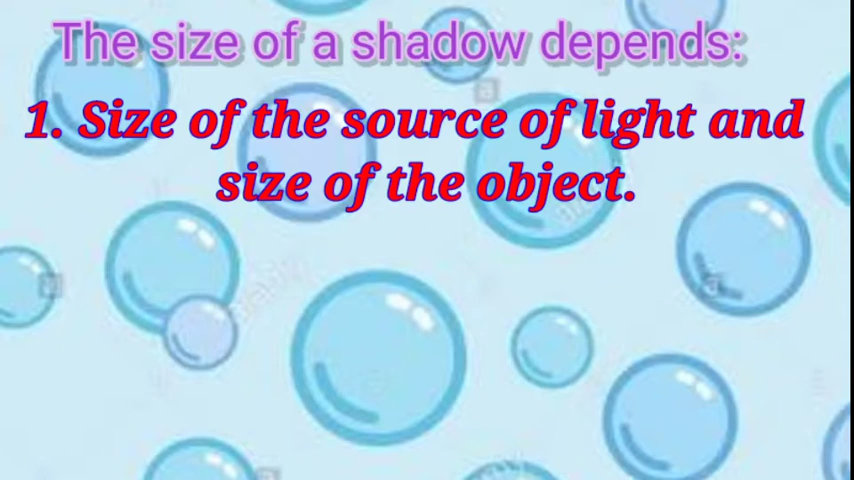 The size of a shadow depends:
1. Size of the source of light and
size of the object.